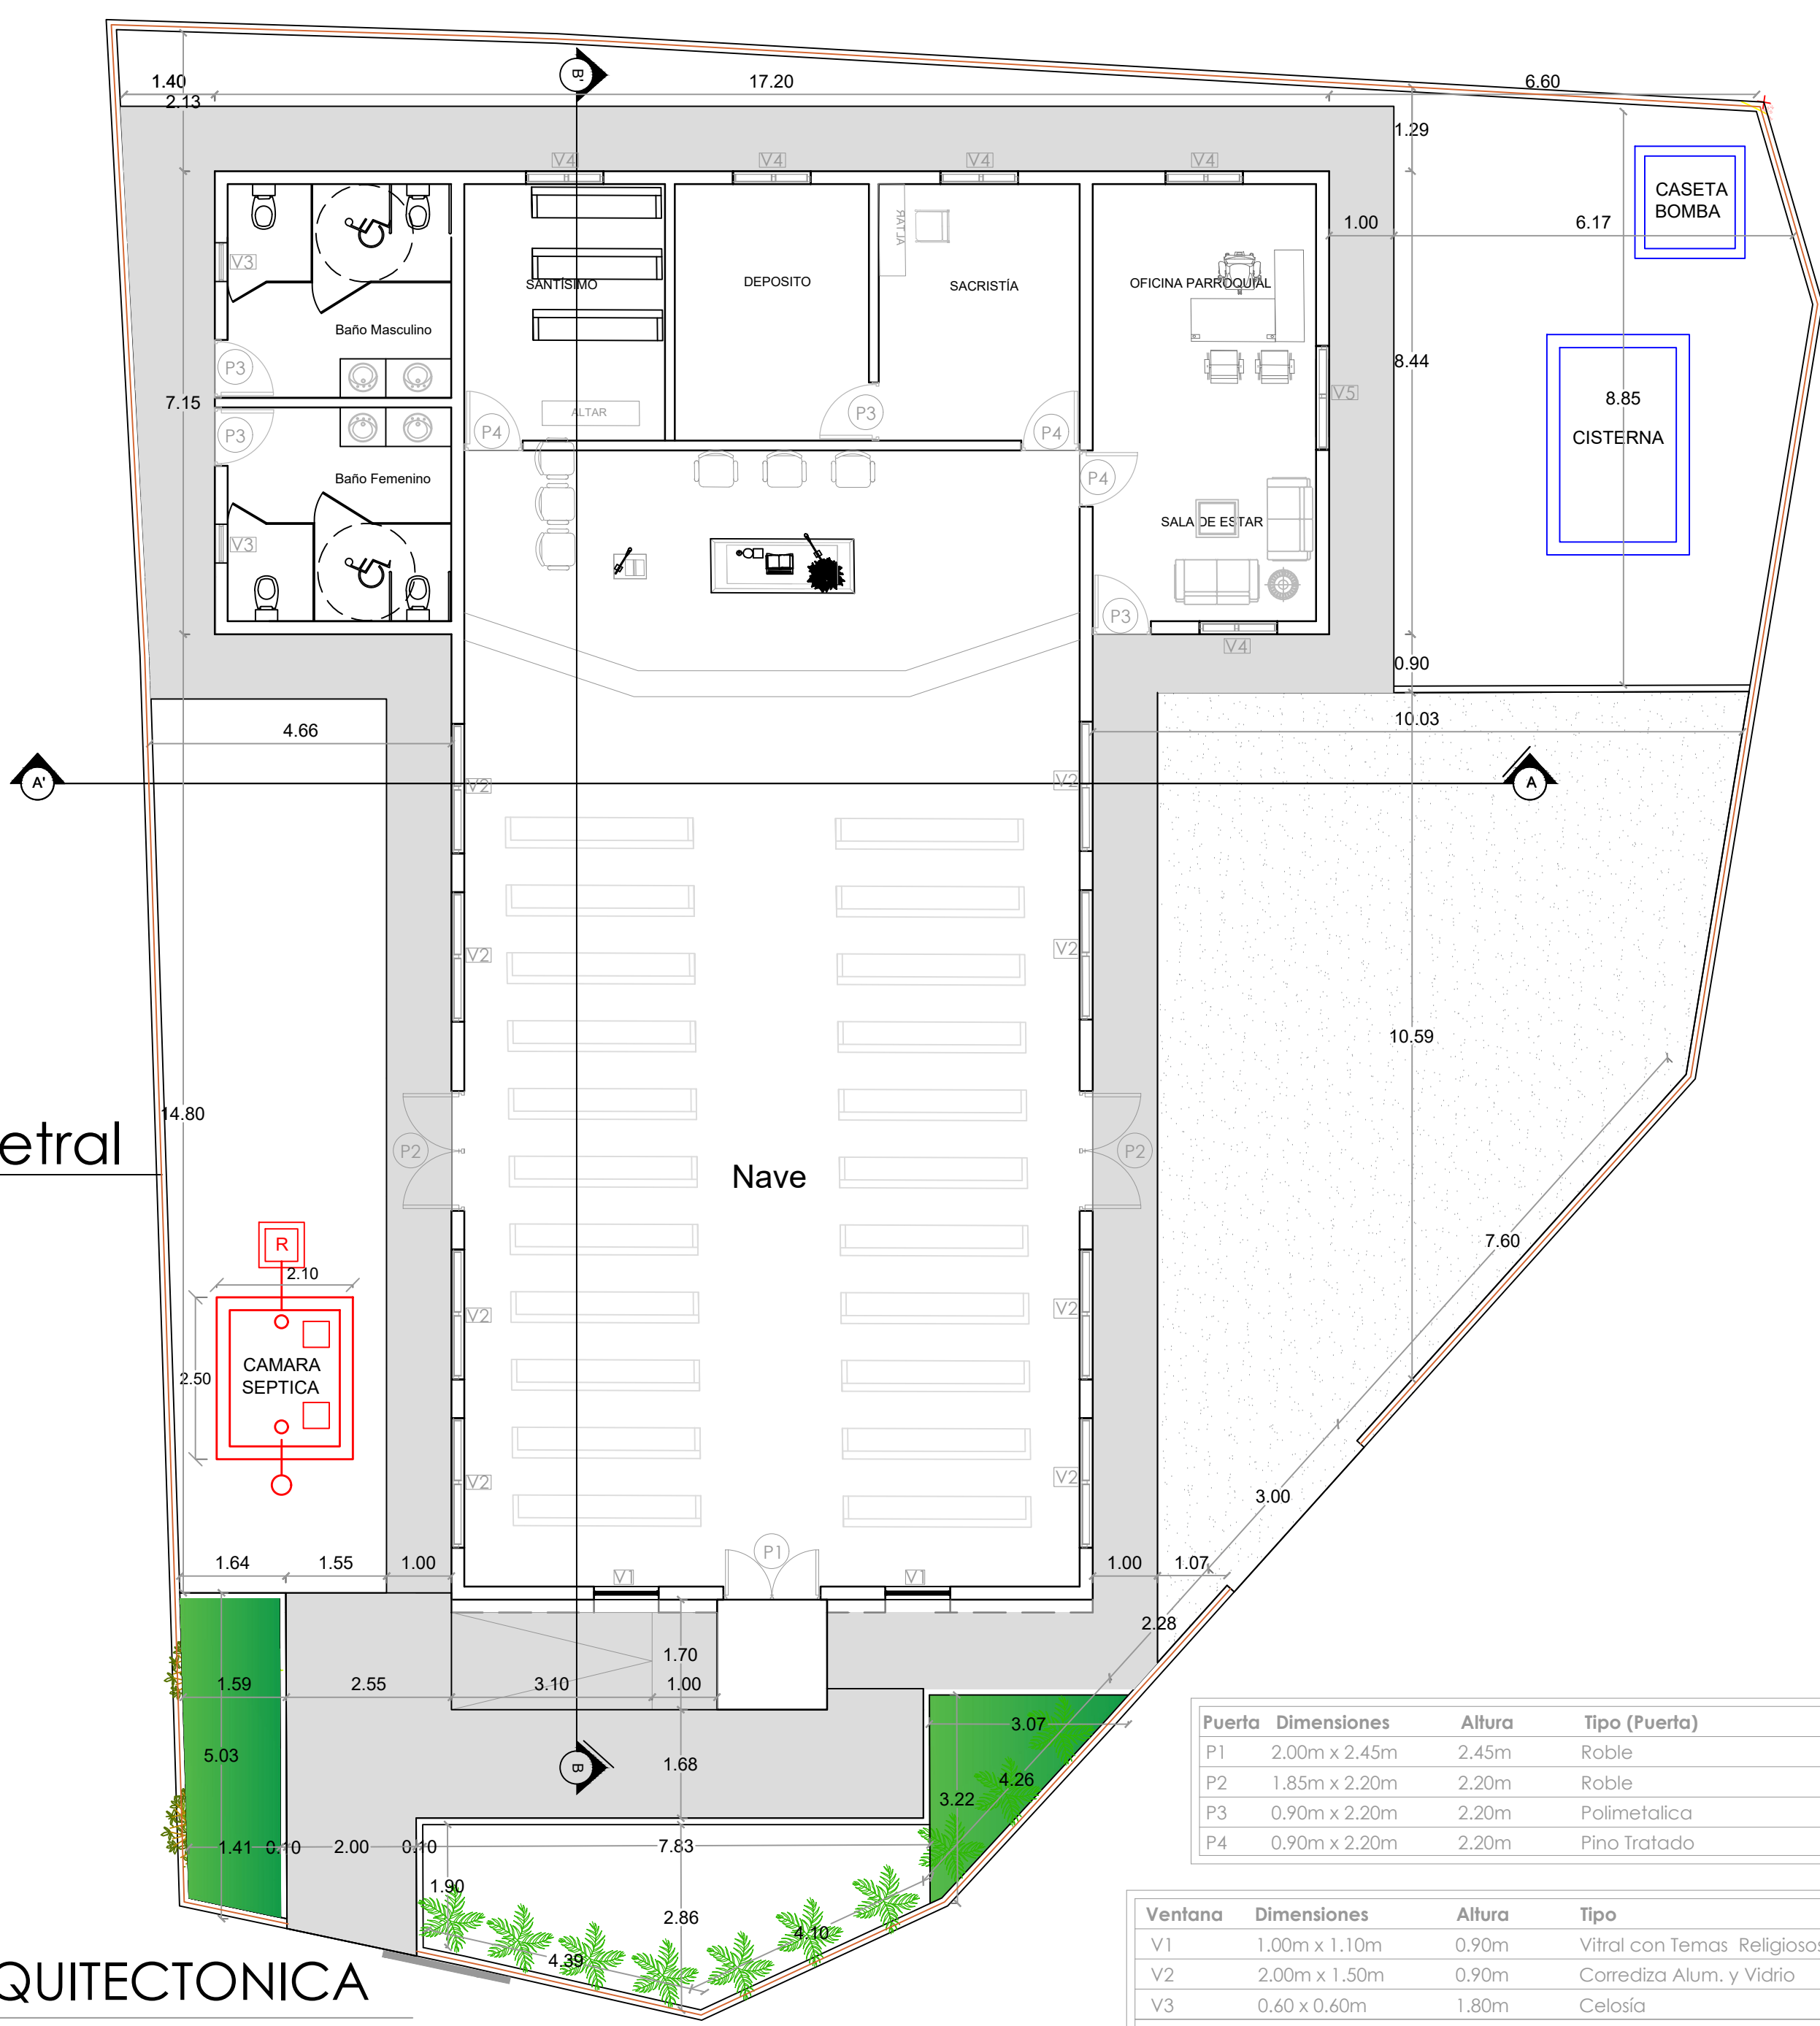 B'
1.40
17.20
6.60
2.13
1.29
V4
V4
V4
V4
CASETA
BOMBA
1.00
6.17
ALTAR
V3
SANTÍSIMO
DEPOSITO
SACRISTÍA
OFICINA PARROQUIAL
Baño Masculino
P3
8.44
7.15
V5
8.85
ALTAR
P3
P3
P4
P4
CISTERNA
Baño Femenino
P4
V3
SALA DE ESTAR
P3
V4
0.90
4.66
10.03
A'
V2
V2
A
V2
V2
10.59
14.80
etral
P2
P2
Nave
R
7.60
2.10
V2
V2
CAMARA
SEPTICA
2.50
V2
V2
3.00
1.64
1.55
1.00
P1
1.00
1.07
V1
V1
2.28
1.70
1.59
2.55
3.10
1.00
3.07
5.03
B
1.68
4.26
3.22
1.41
0.10
2.00
0.10
7.83
1.90
2.86
4.10
4.39
QUITECTONICA
Puerta Dimensiones Altura Tipo (Puerta)
P1 2.00m x 2.45m 2.45m Roble
P2 1.85m x 2.20m 2.20m Roble
P3 0.90m x 2.20m 2.20m Polimetalica
P4 0.90m x 2.20m 2.20m Pino Tratado
Ventana Dimensiones Altura Tipo
V1 1.00m x 1.10m 0.90m Vitral con Temas Religiosos
V2 2.00m x 1.50m 0.90m Corrediza Alum. y Vidrio
V3 0.60 x 0.60m 1.80m Celosía